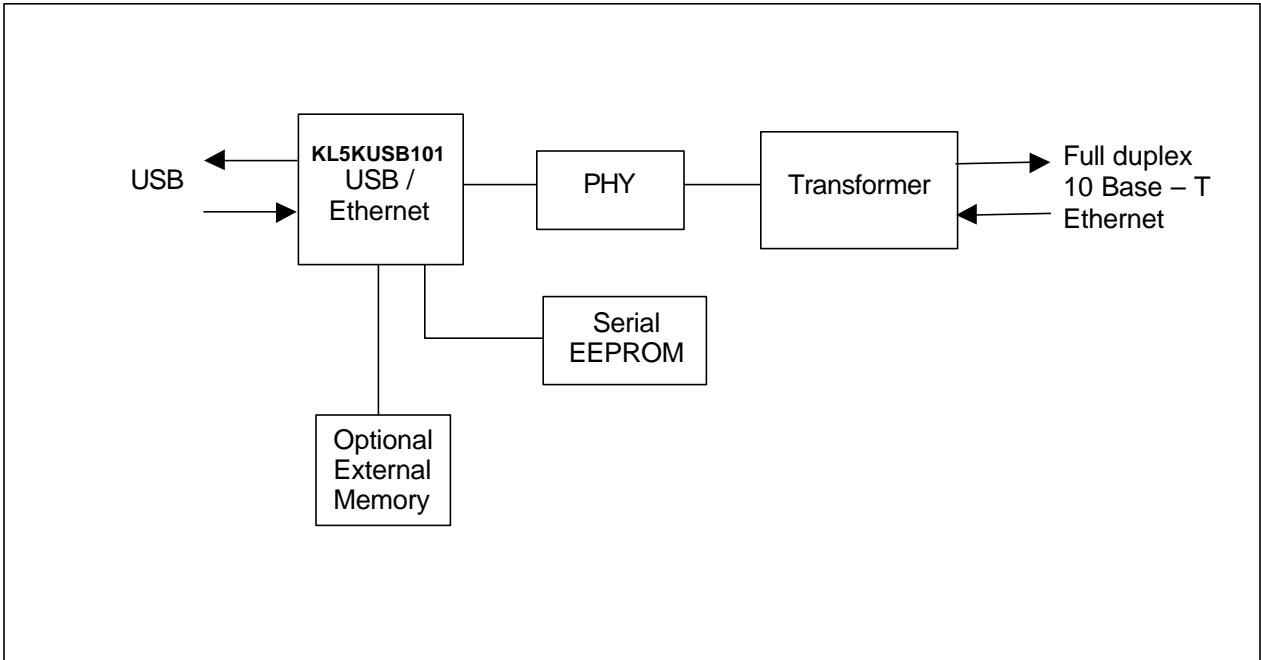 USB
KL5KUSB101
USB /
Ethernet
PHY
Transformer
Full duplex
10 Base – T
Ethernet
Serial
EEPROM
Optional
External
Memory